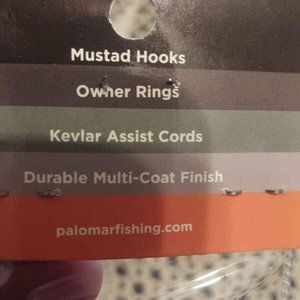 Mustad Hooks
Owner Rings
Kevlar Assist Cords
Durable Multi-Coat Finish
palomarfishing.com